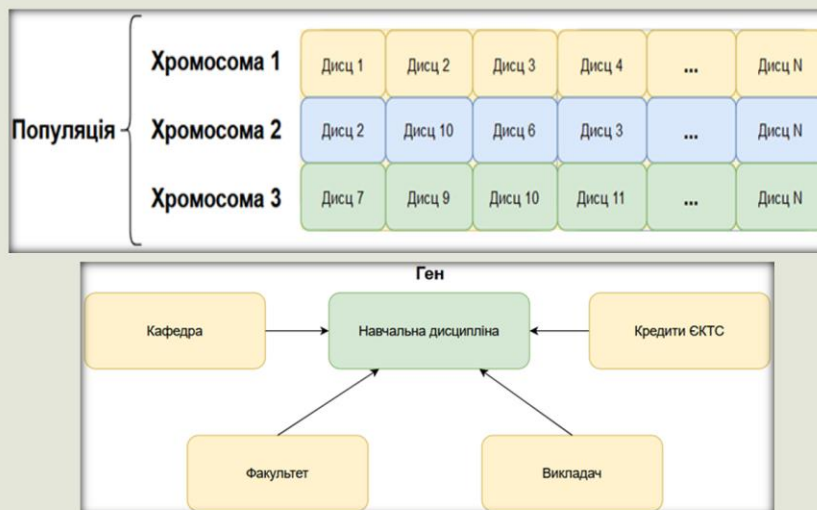 Хромосома 1 Дисц 1 Дисц 2 Дисц 3 Дисц 4 ... Дисц N
Популяція Хромосома 2 Дисц 2 Дисц 10 Дисц 6 Дисц 3 ... Дисц N
Хромосома 3 Дисц 7 Дисц 9 Дисц 10 Дисц 11 ... Дисц N
Ген
Кафедра Навчальна дисципліна Кредити ЄКТС
Факультет Викладач